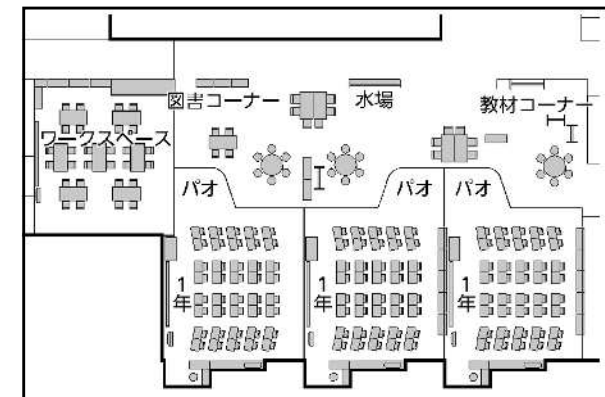 図書コーナー
水場
教材コーナー
ワークスペース
パオ
パオ
パオ
1年
1年
1年